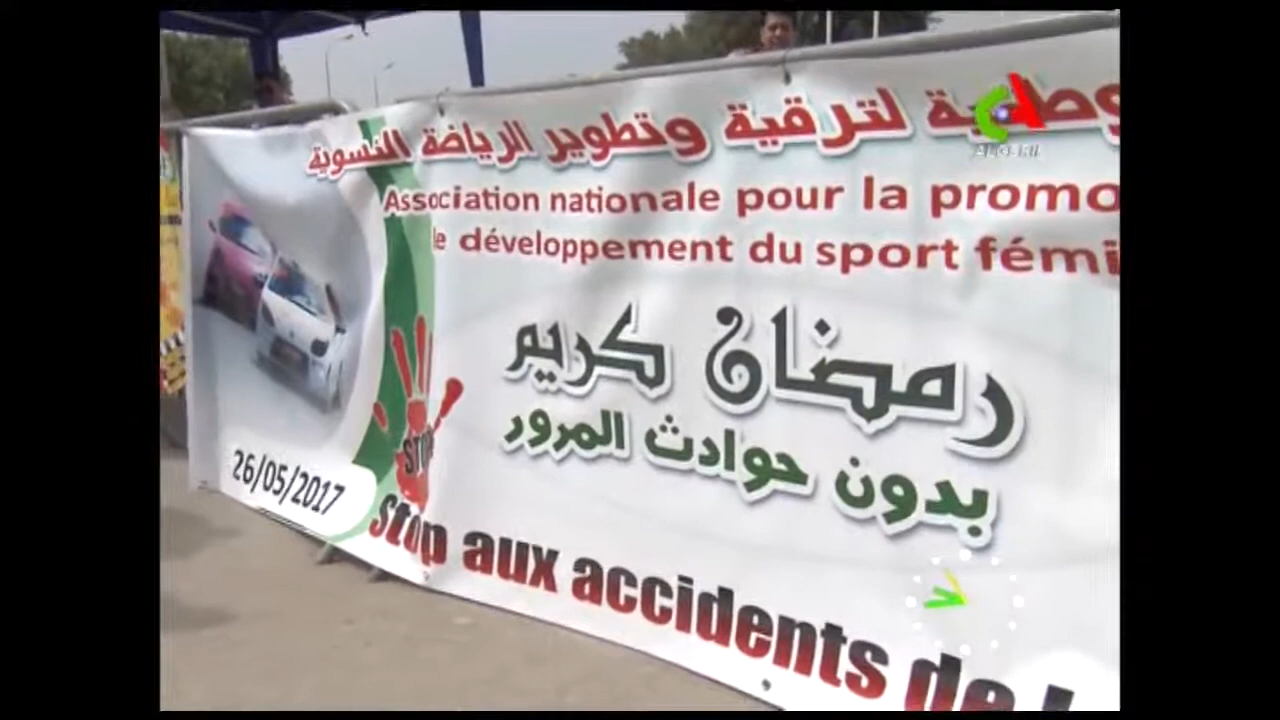 لترقية وتطوير الرياضة النسوية
Association nationale pour la promo
le développement du sport fémi
رمضان كريم
بدون حوادث المرور
STOP
26/05/2017
Stop aux accidents de
ALGERIE